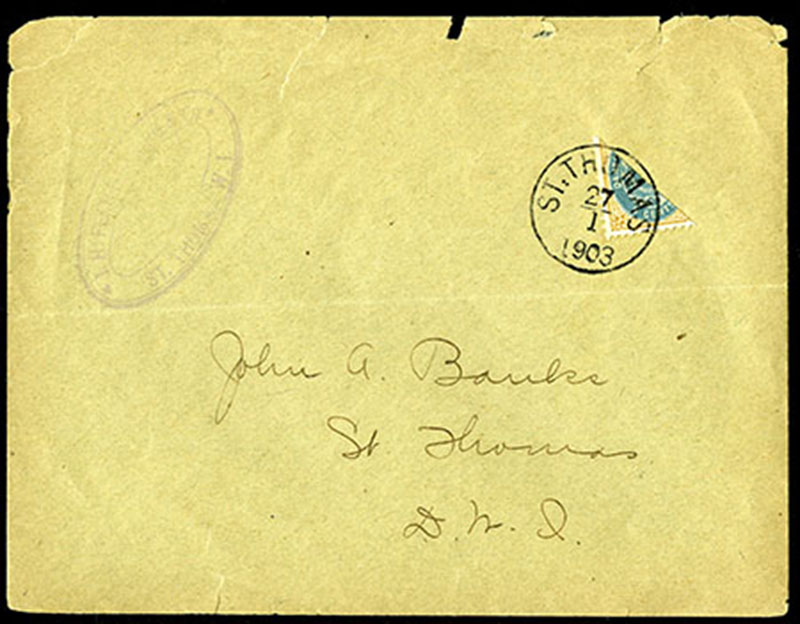 ST. THOMAS
27
1
1903
John A. Banks
St Thomas
D. W. I.